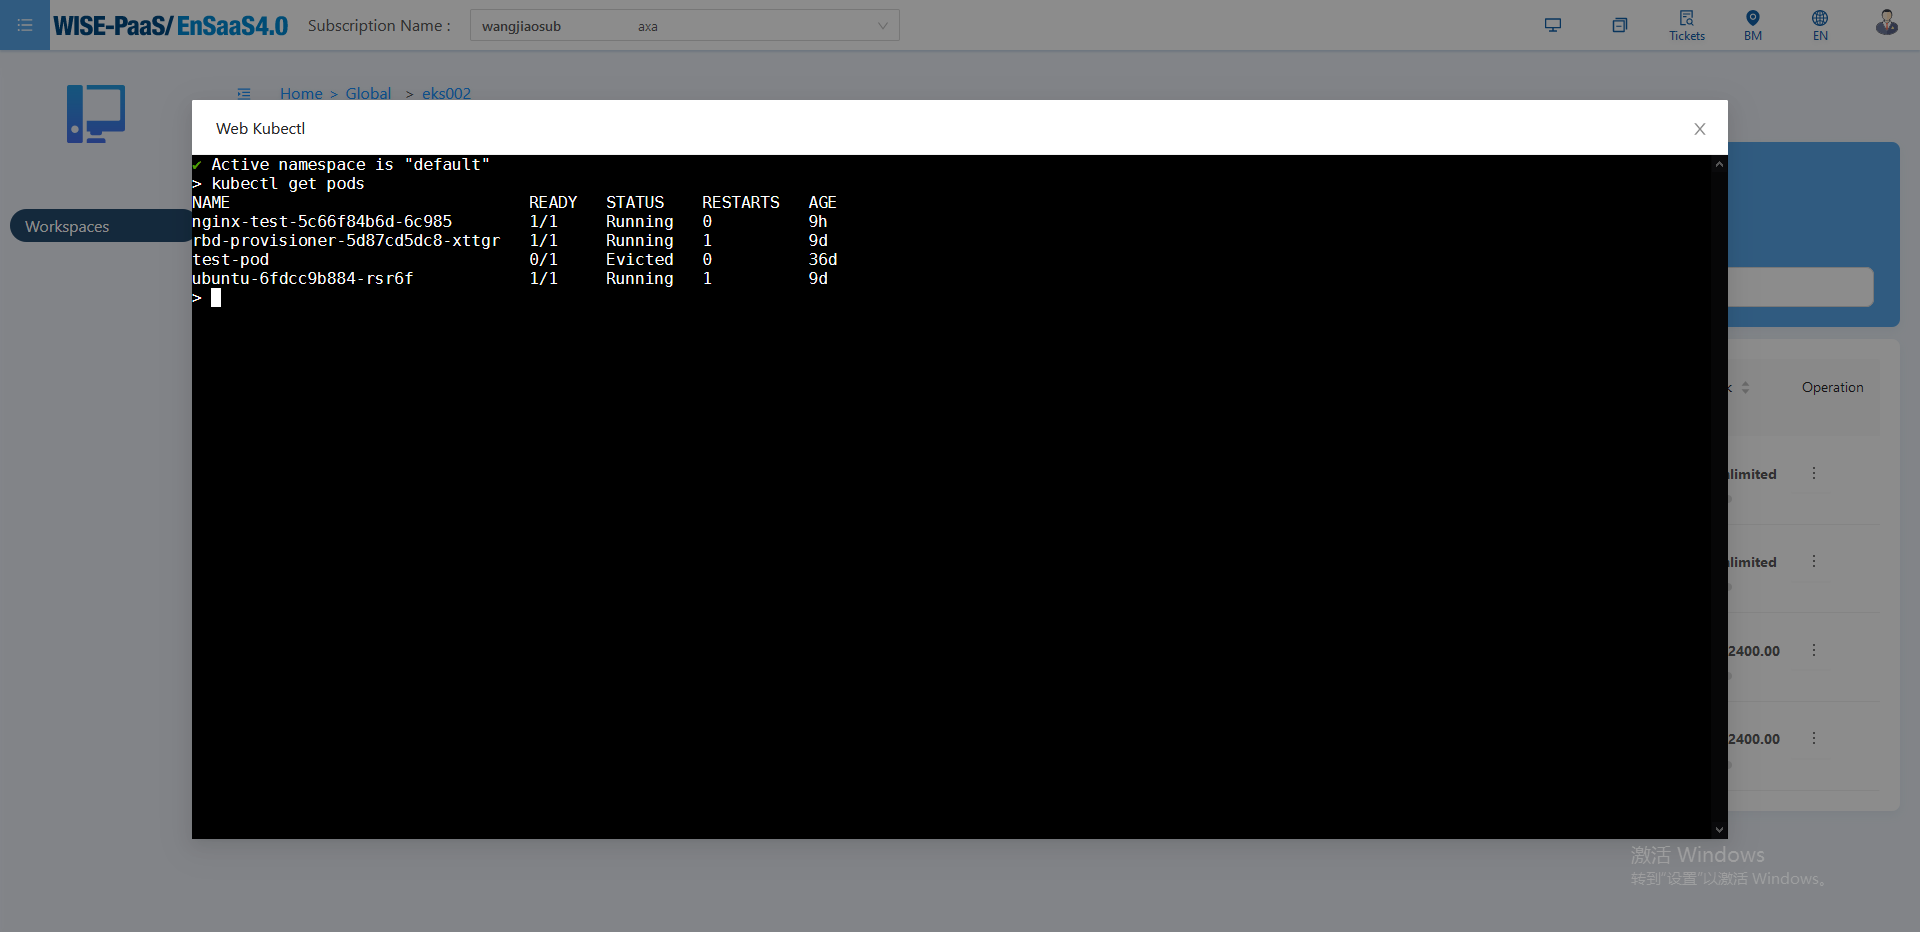 WISE-PaaS/ EnSaaS4.0 Subscription Name : wangjiaosub axa
Tickets BM EN
Home > Global > eks002
Workspaces
Web Kubectl
✔ Active namespace is "default"
> kubectl get pods
NAME READY STATUS RESTARTS AGE
nginx-test-5c66f84b6d-6c985 1/1 Running 0 9h
rbd-provisioner-5d87cd5dc8-xttgr 1/1 Running 1 9d
test-pod 0/1 Evicted 0 36d
ubuntu-6fdcc9b884-rsr6f 1/1 Running 1 9d
>
Operation
limited
limited
2400.00
2400.00
激活 Windows
转到"设置"以激活 Windows。